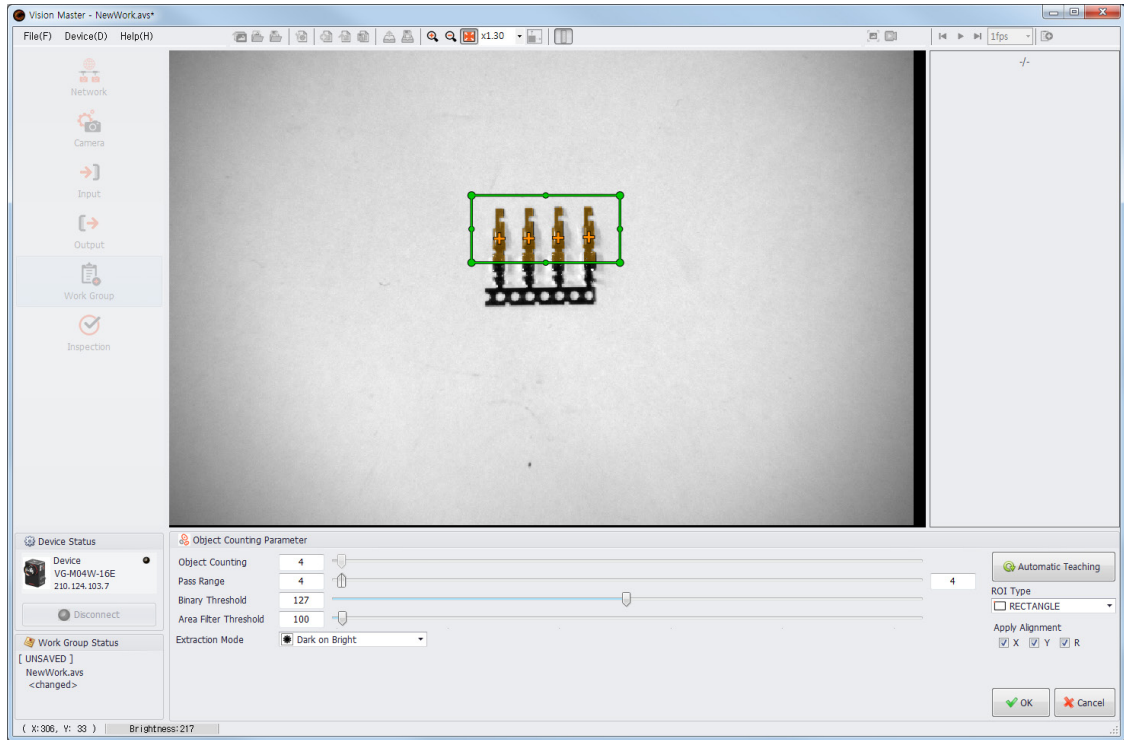 Vision Master - NewWork.avs*
File(F) Device(D) Help(H)
x1.30
1fps
-/-
Network
Camera
Input
Output
Work Group
Inspection
Device Status
Device
VG-M04W-16E
210.124.103.7
Disconnect
Work Group Status
[ UNSAVED ]
NewWork.avs
<changed>
Object Counting Parameter
Object Counting 4
Pass Range 4 4
Binary Threshold 127
Area Filter Threshold 100
Extraction Mode Dark on Bright
Automatic Teaching
ROI Type
RECTANGLE
Apply Alignment
X Y R
OK Cancel
( X:306, Y: 33 ) Brightness:217